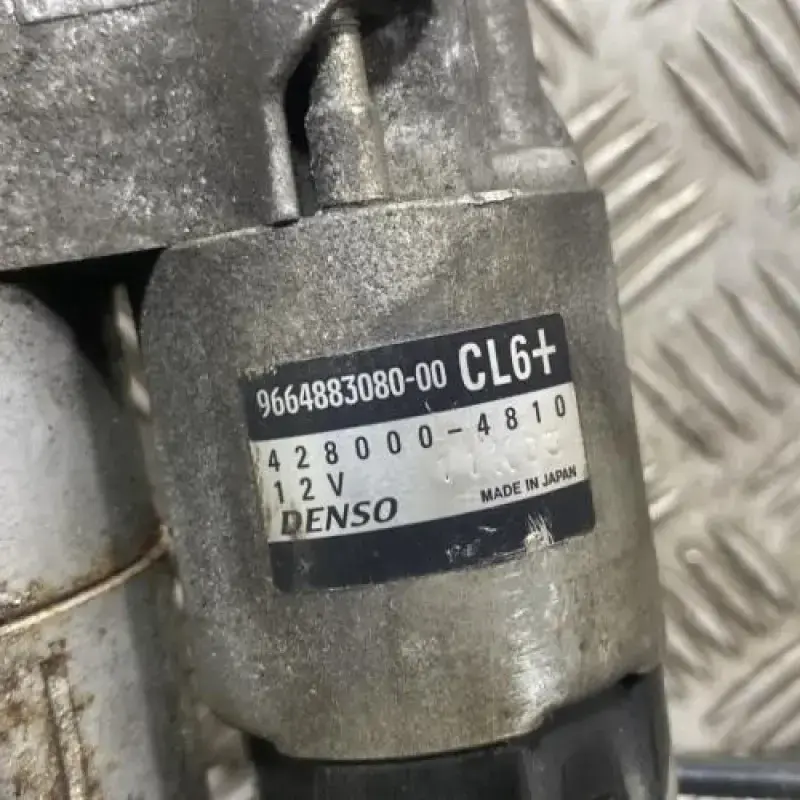 9664883080-00 CL6+
428000-4810
12V
DENSO MADE IN JAPAN